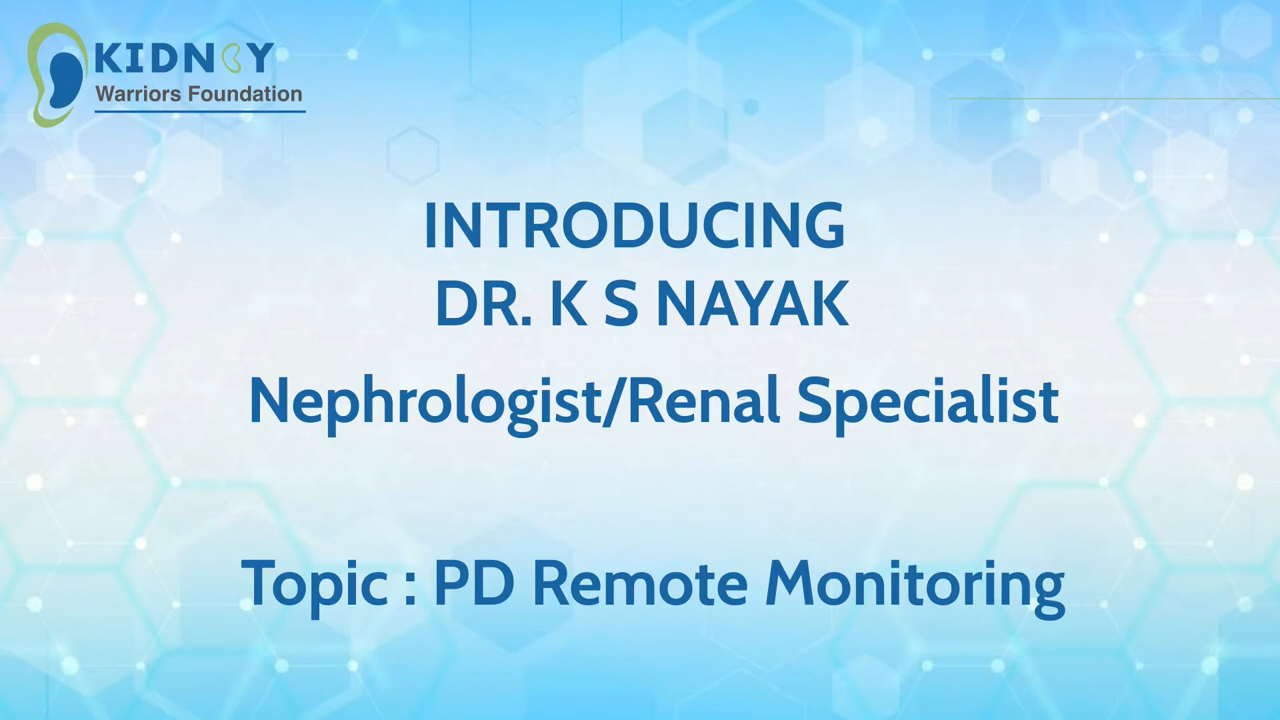 KIDNEY
Warriors Foundation
INTRODUCING
DR. K S NAYAK
Nephrologist/Renal Specialist
Topic : PD Remote Monitoring